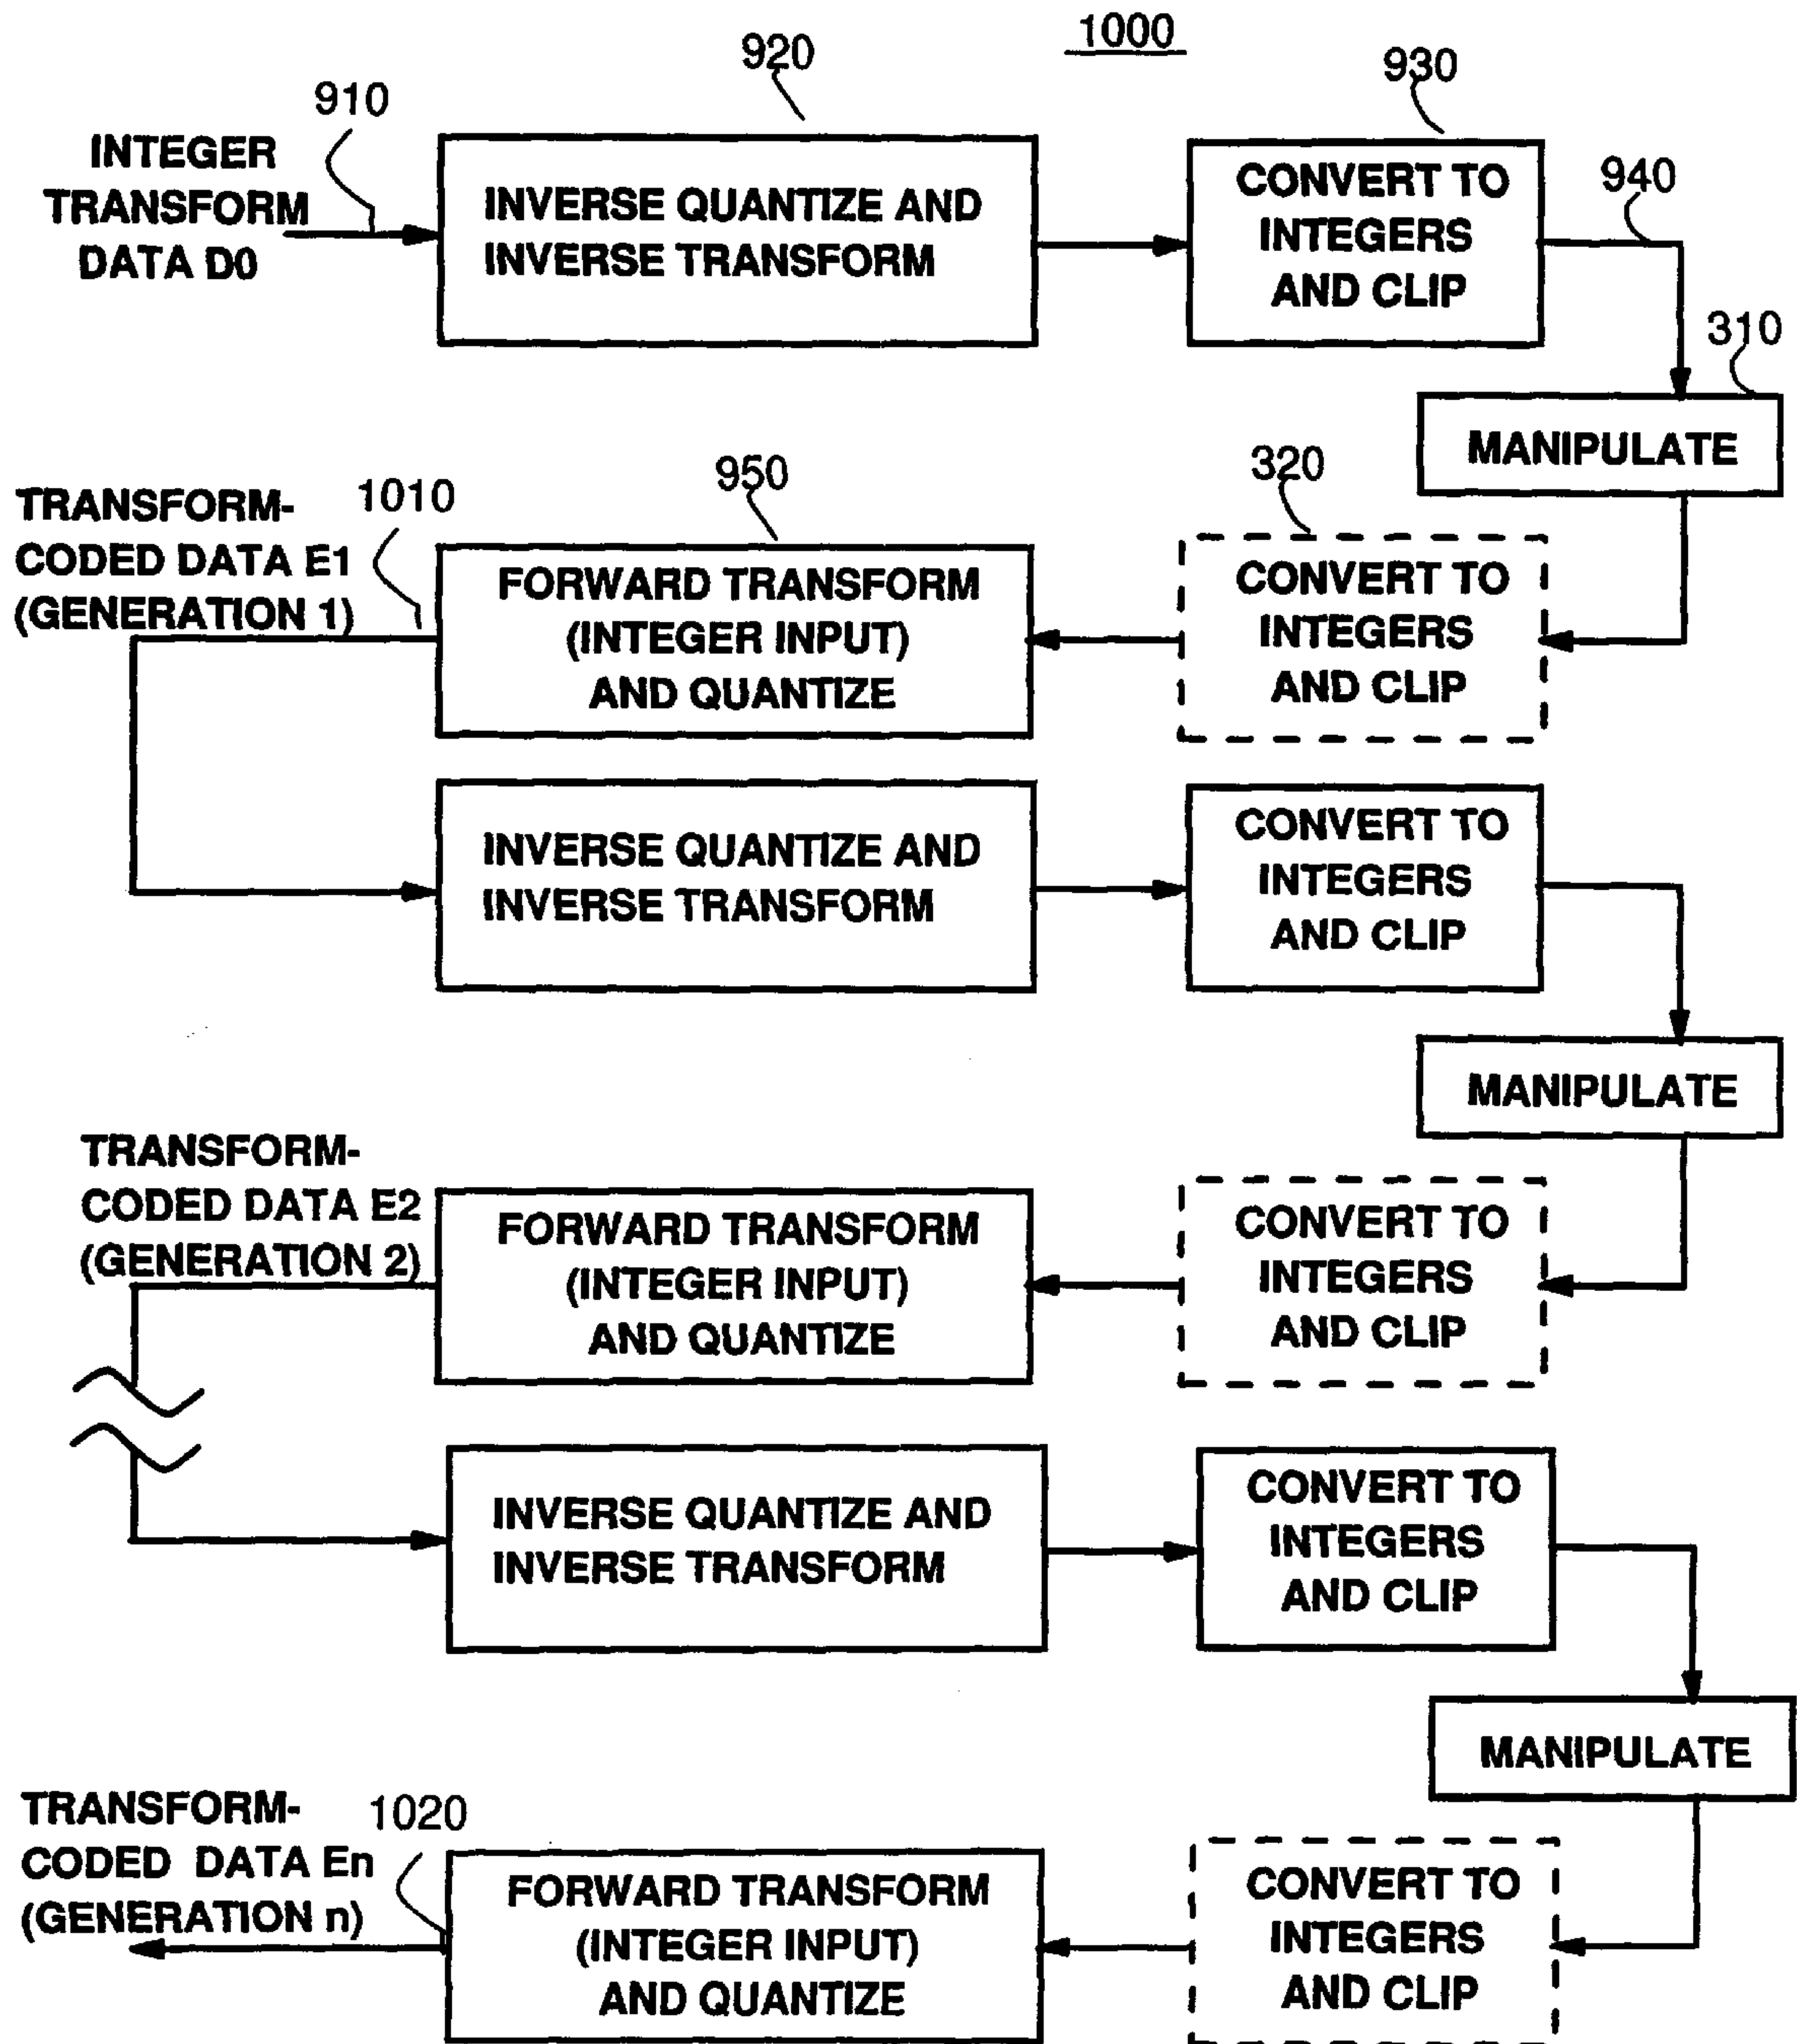 1000
920
930
910
INTEGER
TRANSFORM
DATA D0
INVERSE QUANTIZE AND
INVERSE TRANSFORM
CONVERT TO
INTEGERS
AND CLIP
940
310
MANIPULATE
TRANSFORM-
CODED DATA E1
(GENERATION 1)
1010
950
320
FORWARD TRANSFORM
(INTEGER INPUT)
AND QUANTIZE
CONVERT TO
INTEGERS
AND CLIP
INVERSE QUANTIZE AND
INVERSE TRANSFORM
CONVERT TO
INTEGERS
AND CLIP
MANIPULATE
TRANSFORM-
CODED DATA E2
(GENERATION 2)
FORWARD TRANSFORM
(INTEGER INPUT)
AND QUANTIZE
CONVERT TO
INTEGERS
AND CLIP
INVERSE QUANTIZE AND
INVERSE TRANSFORM
CONVERT TO
INTEGERS
AND CLIP
MANIPULATE
TRANSFORM-
CODED DATA En
(GENERATION n)
1020
FORWARD TRANSFORM
(INTEGER INPUT)
AND QUANTIZE
CONVERT TO
INTEGERS
AND CLIP